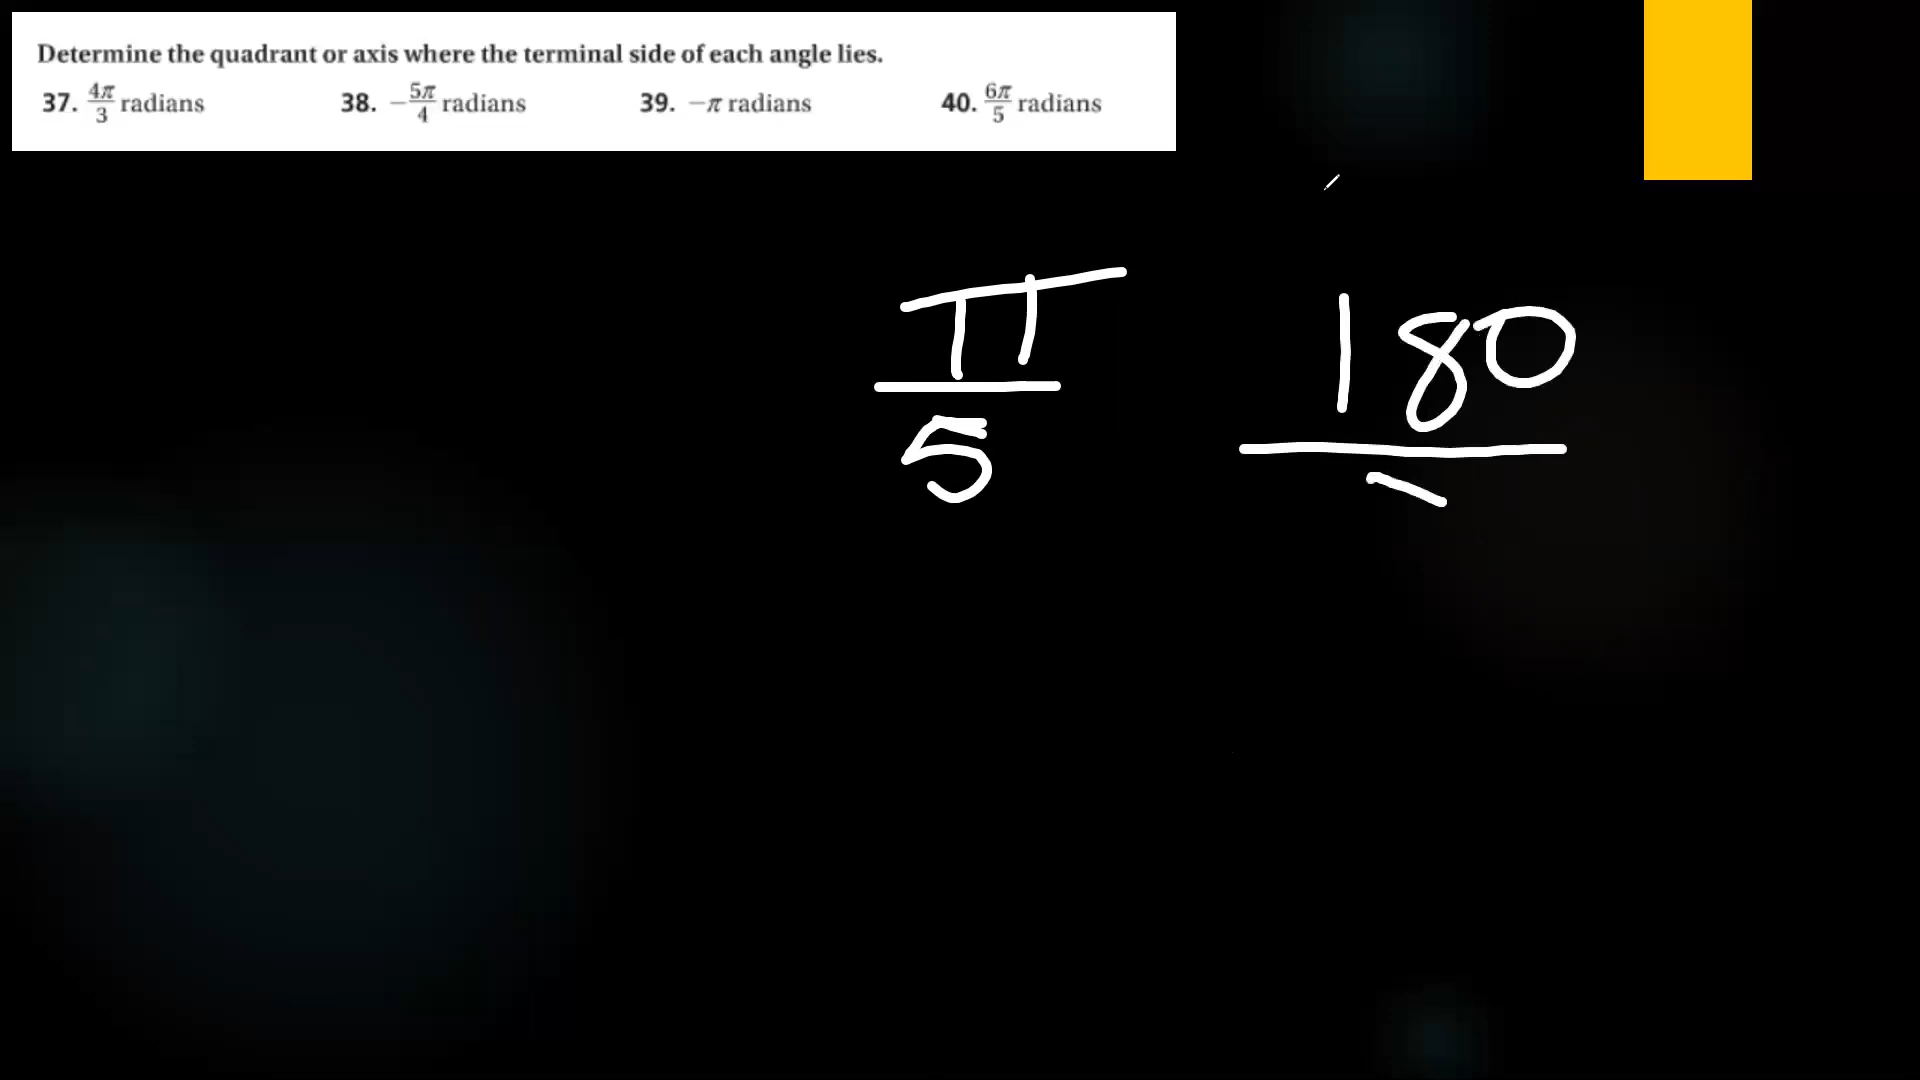 Determine the quadrant or axis where the terminal side of each angle lies.
37. 4π/3 radians 38. -5π/4 radians 39. -π radians 40. 6π/5 radians
π 180
5